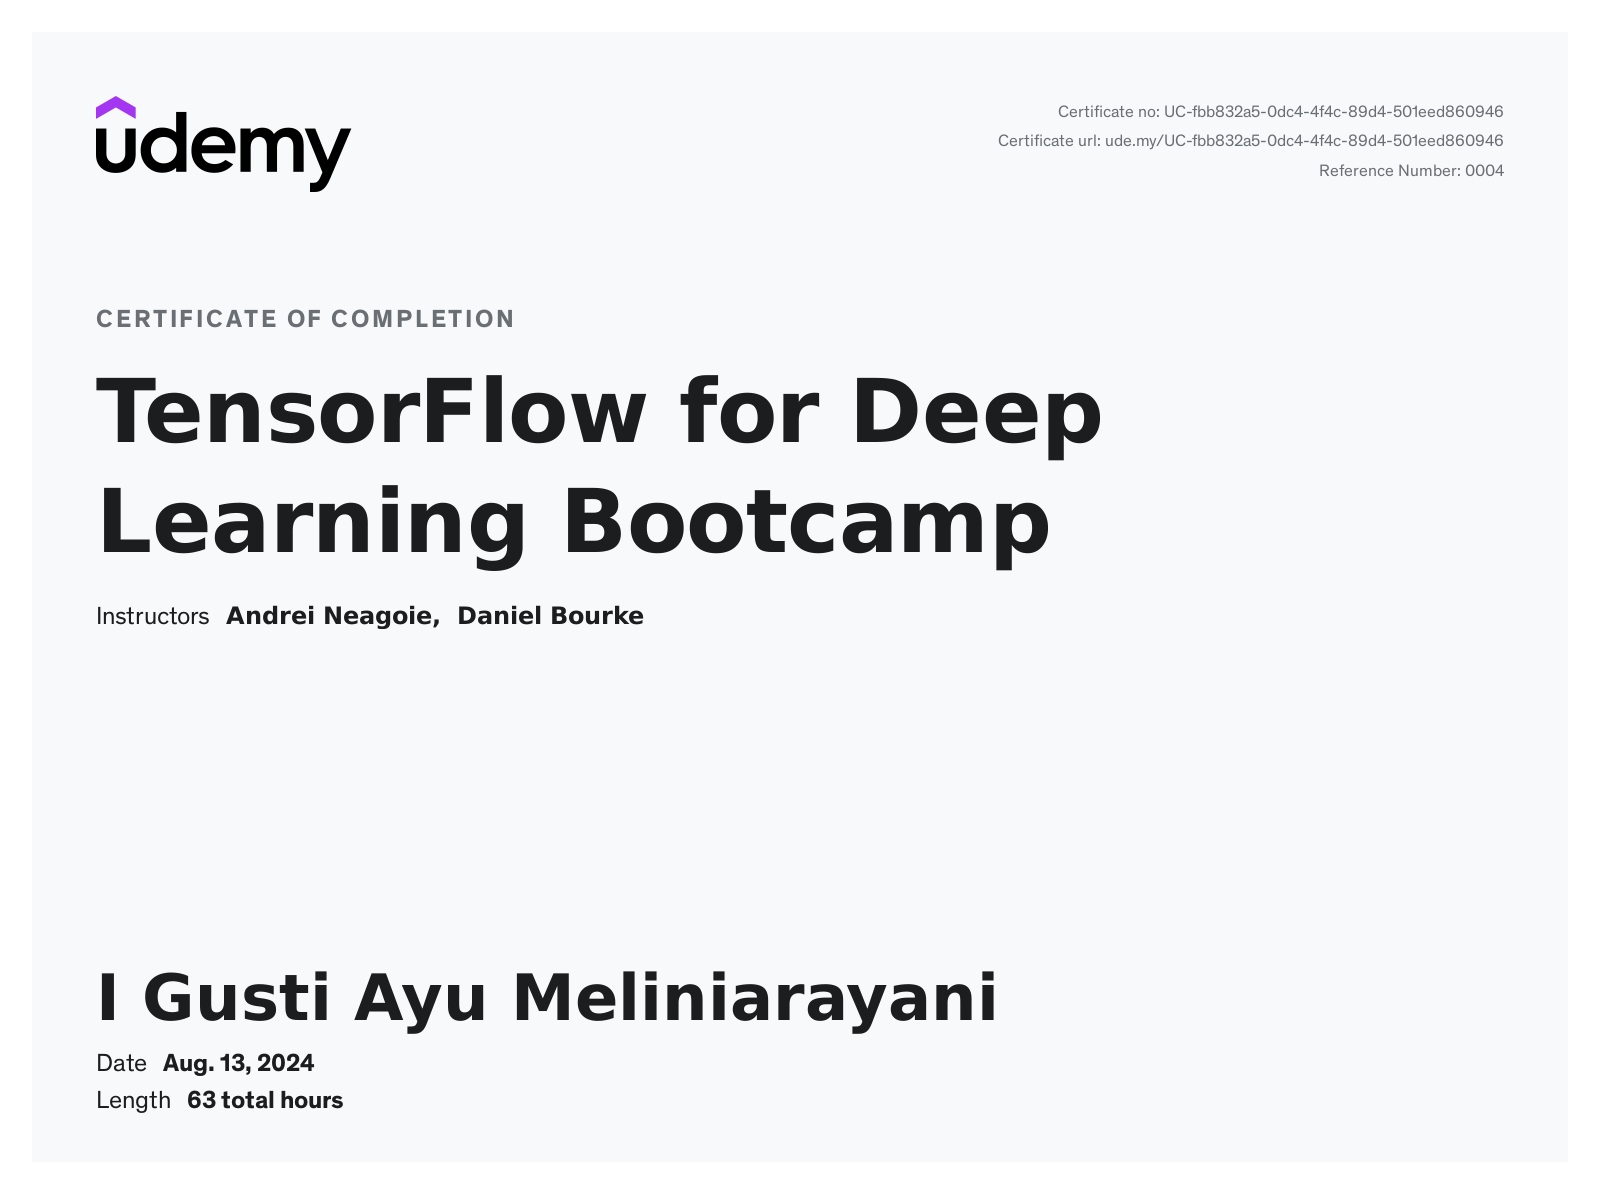 udemy
Certificate no: UC-fbb832a5-0dc4-4f4c-89d4-501eed860946
Certificate url: ude.my/UC-fbb832a5-0dc4-4f4c-89d4-501eed860946
Reference Number: 0004
CERTIFICATE OF COMPLETION
TensorFlow for Deep
Learning Bootcamp
Instructors Andrei Neagoie, Daniel Bourke
I Gusti Ayu Meliniarayani
Date Aug. 13, 2024
Length 63 total hours